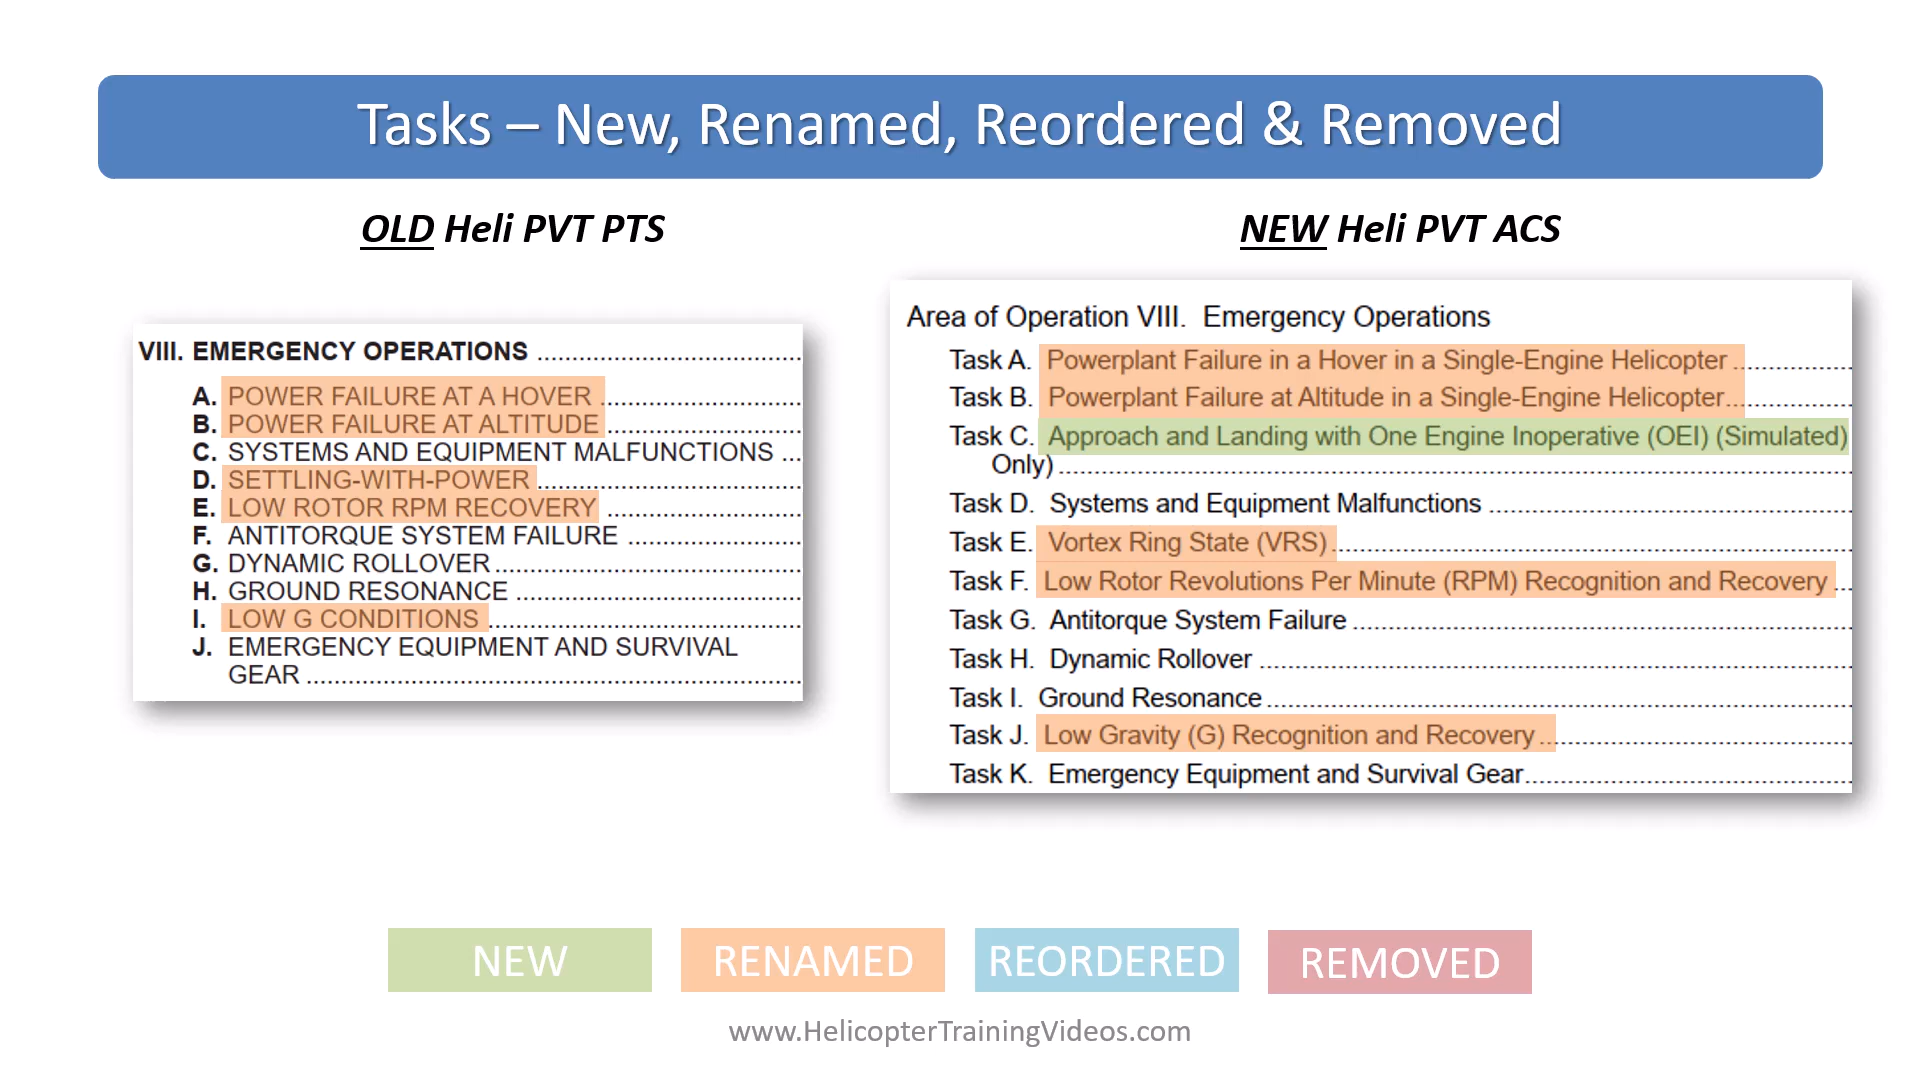 Tasks – New, Renamed, Reordered & Removed
OLD Heli PVT PTS
VIII. EMERGENCY OPERATIONS ......................................
A. POWER FAILURE AT A HOVER ............................
B. POWER FAILURE AT ALTITUDE ............................
C. SYSTEMS AND EQUIPMENT MALFUNCTIONS ...
D. SETTLING-WITH-POWER ......................................
E. LOW ROTOR RPM RECOVERY ............................
F. ANTITORQUE SYSTEM FAILURE .........................
G. DYNAMIC ROLLOVER ............................................
H. GROUND RESONANCE .........................................
I. LOW G CONDITIONS .............................................
J. EMERGENCY EQUIPMENT AND SURVIVAL
GEAR .......................................................................
NEW Heli PVT ACS
Area of Operation VIII. Emergency Operations
Task A. Powerplant Failure in a Hover in a Single-Engine Helicopter .................
Task B. Powerplant Failure at Altitude in a Single-Engine Helicopter..................
Task C. Approach and Landing with One Engine Inoperative (OEI) (Simulated)
Only) ....................................................................................................................
Task D. Systems and Equipment Malfunctions ....................................................
Task E. Vortex Ring State (VRS) ..........................................................................
Task F. Low Rotor Revolutions Per Minute (RPM) Recognition and Recovery ...
Task G. Antitorque System Failure ........................................................................
Task H. Dynamic Rollover ......................................................................................
Task I. Ground Resonance .....................................................................................
Task J. Low Gravity (G) Recognition and Recovery .............................................
Task K. Emergency Equipment and Survival Gear...............................................
NEW
RENAMED
REORDERED
REMOVED
www.HelicopterTrainingVideos.com